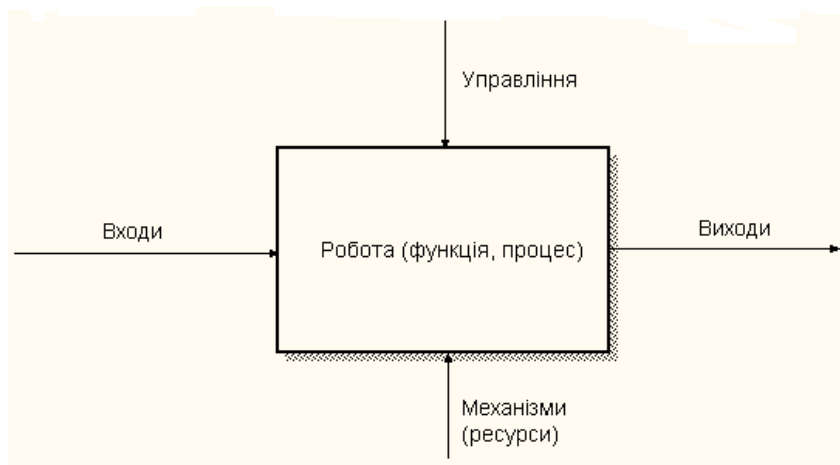 Управління
Входи
Робота (функція, процес)
Виходи
Механізми
(ресурси)